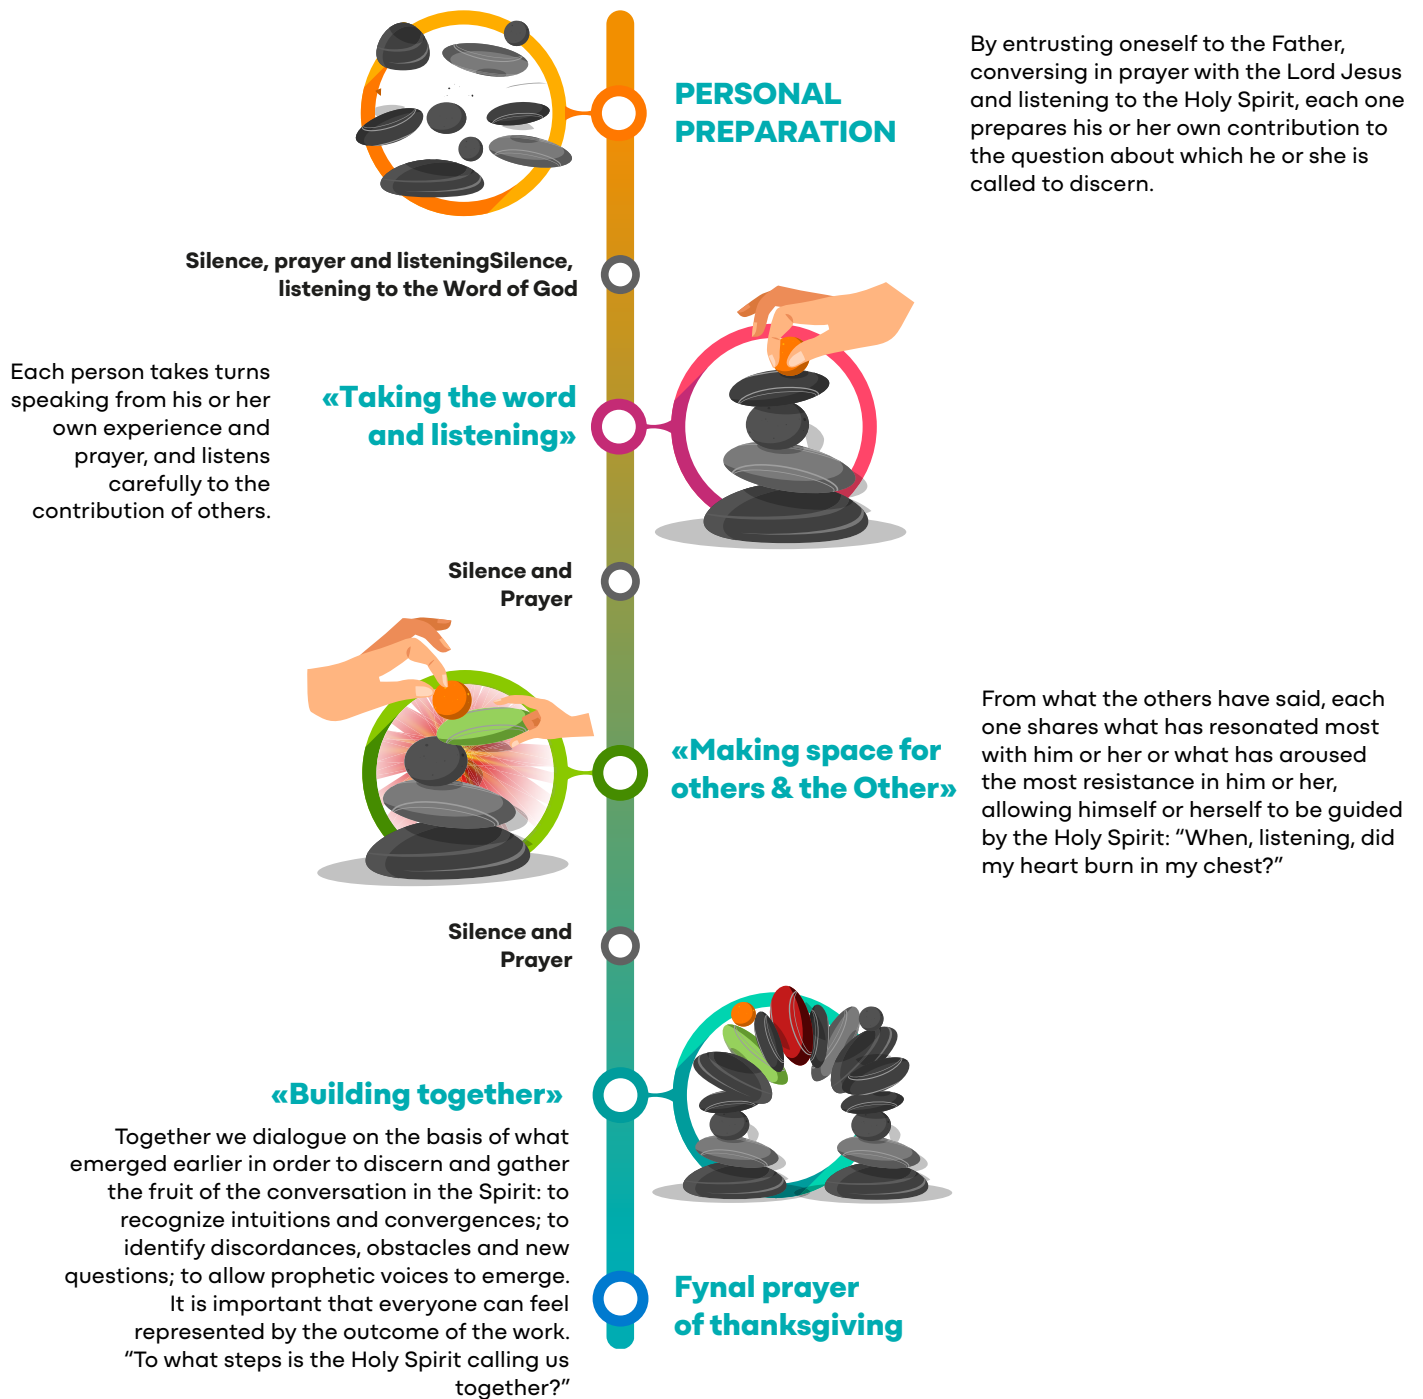 PERSONAL
PREPARATION
By entrusting oneself to the Father,
conversing in prayer with the Lord Jesus
and listening to the Holy Spirit, each one
prepares his or her own contribution to
the question about which he or she is
called to discern.
Silence, prayer and listeningSilence,
listening to the Word of God
«Taking the word
and listening»
Each person takes turns
speaking from his or her
own experience and
prayer, and listens
carefully to the
contribution of others.
Silence and
Prayer
«Making space for
others & the Other»
From what the others have said, each
one shares what has resonated most
with him or her or what has aroused
the most resistance in him or her,
allowing himself or herself to be guided
by the Holy Spirit: “When, listening, did
my heart burn in my chest?”
Silence and
Prayer
«Building together»
Together we dialogue on the basis of what
emerged earlier in order to discern and gather
the fruit of the conversation in the Spirit: to
recognize intuitions and convergences; to
identify discordances, obstacles and new
questions; to allow prophetic voices to emerge.
It is important that everyone can feel
represented by the outcome of the work.
“To what steps is the Holy Spirit calling us
together?”
Fynal prayer
of thanksgiving